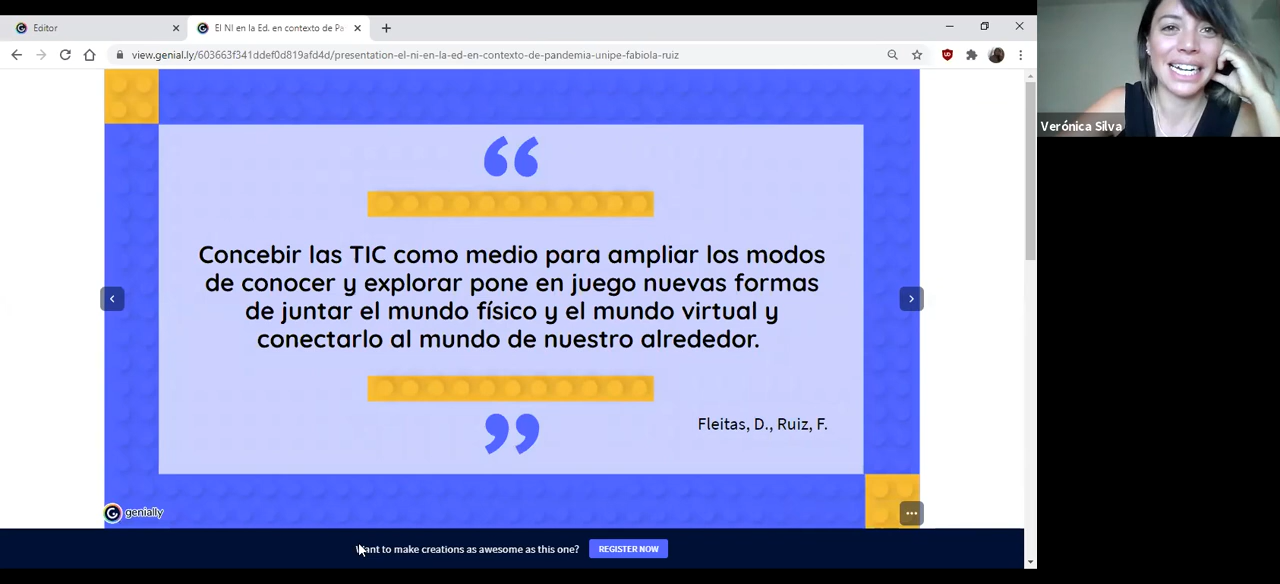 Editor
El NI en la Ed. en contexto de Pa
view.genial.ly/603663f341ddef0d819afd4d/presentation-el-ni-en-la-ed-en-contexto-de-pandemia-unipe-fabiola-ruiz
Verónica Silva
“
Concebir las TIC como medio para ampliar los modos
de conocer y explorar pone en juego nuevas formas
de juntar el mundo físico y el mundo virtual y
conectarlo al mundo de nuestro alrededor.
”
Fleitas, D., Ruiz, F.
genially
Want to make creations as awesome as this one?
REGISTER NOW